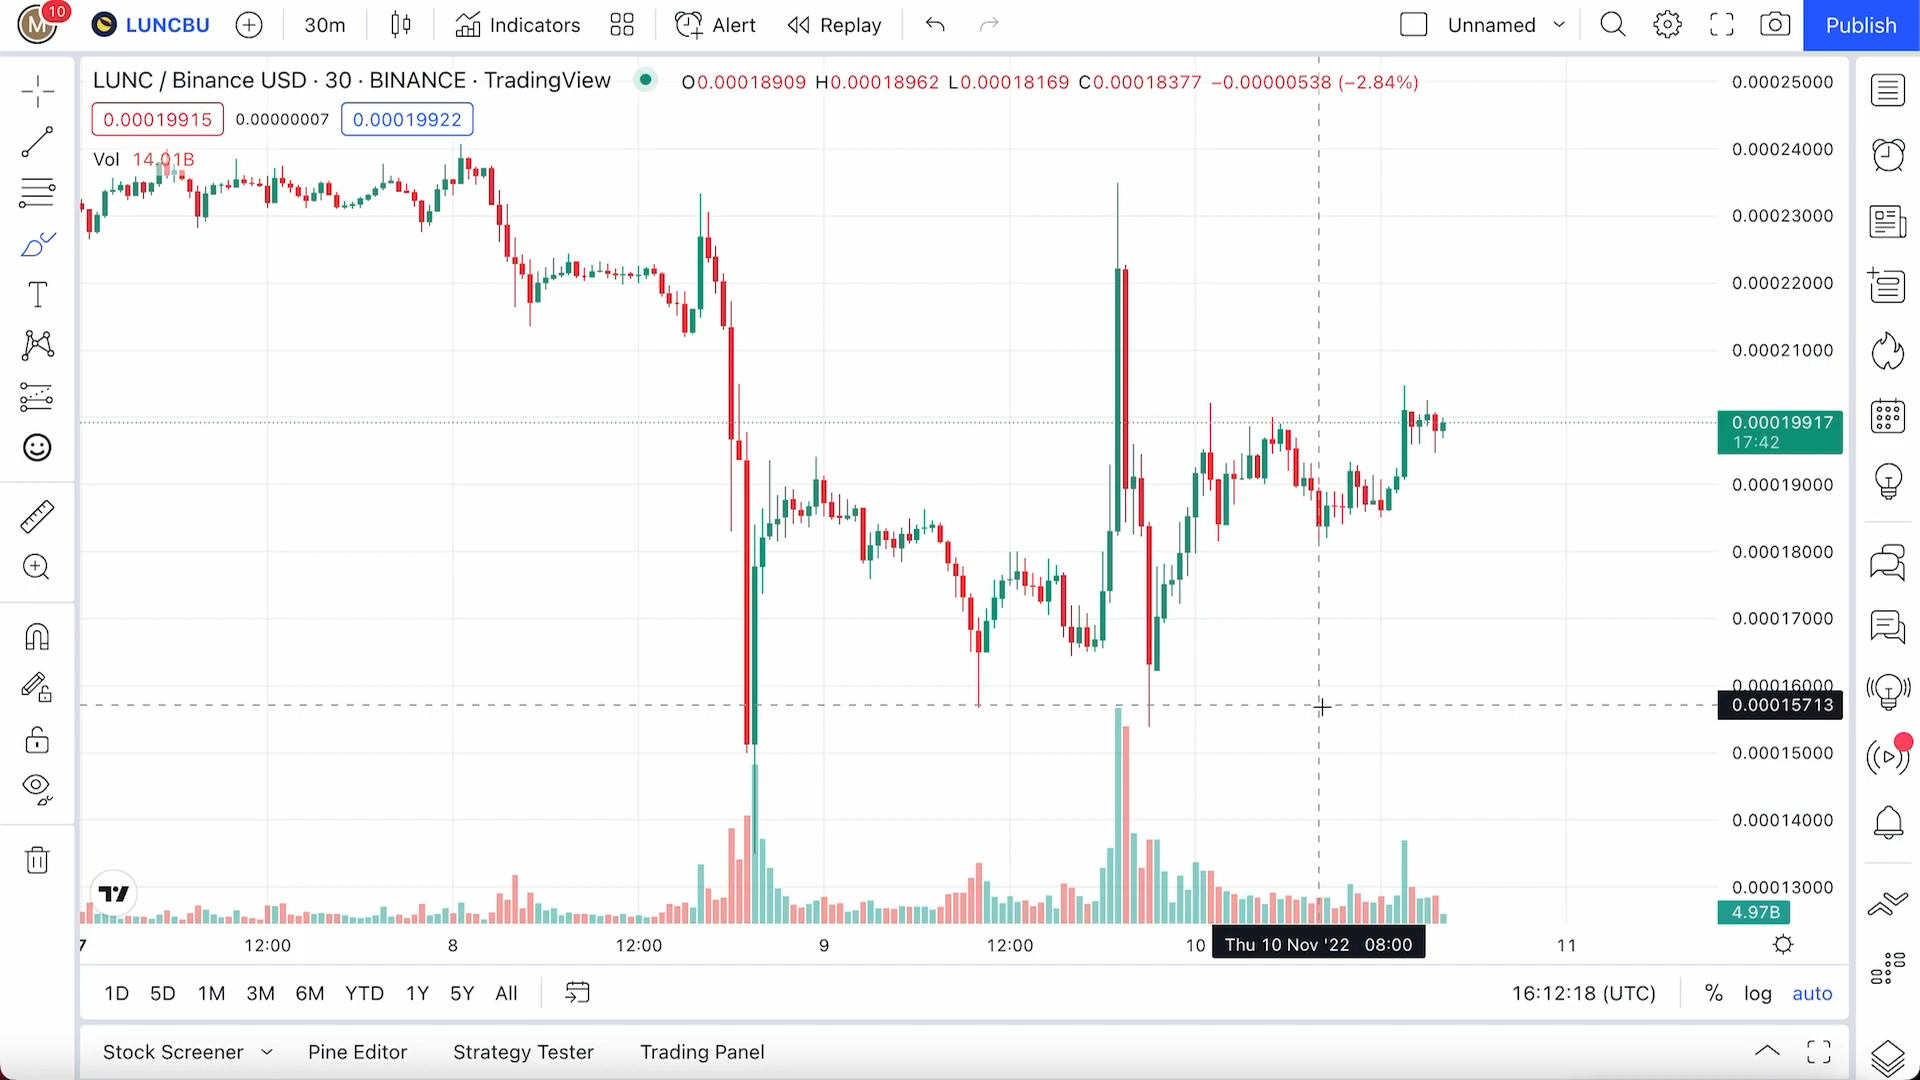 M 10 LUNCBU 30m Indicators Alert Replay Unnamed Publish
LUNC / Binance USD · 30 · BINANCE · TradingView O0.00018909 H0.00018962 L0.00018169 C0.00018377 −0.00000538 (−2.84%)
0.00019915 0.00000007 0.00019922
Vol 14.01B
0.00025000
0.00024000
0.00023000
0.00022000
0.00021000
0.00019917
17:42
0.00019000
0.00018000
0.00017000
0.00016000
0.00015713
0.00015000
0.00014000
0.00013000
4.97B
7 12:00 8 12:00 9 12:00 10 Thu 10 Nov '22 08:00 11
1D 5D 1M 3M 6M YTD 1Y 5Y All 16:12:18 (UTC) % log auto
Stock Screener Pine Editor Strategy Tester Trading Panel